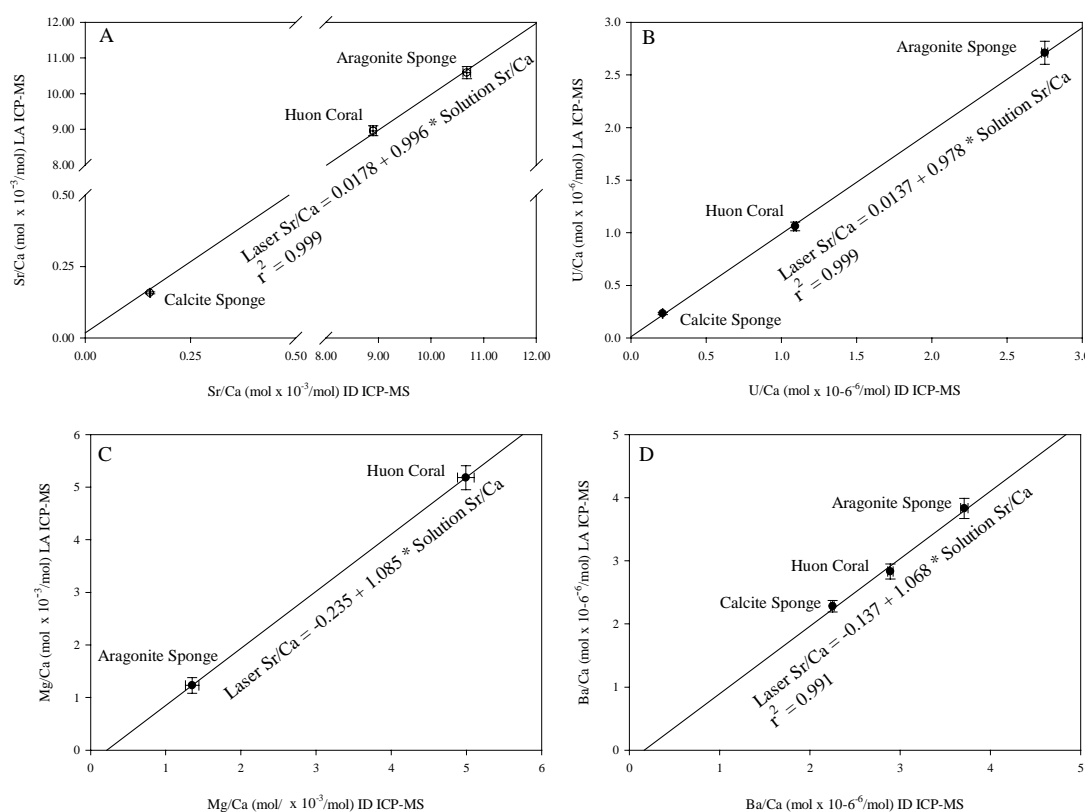 A
12.00
11.00
10.00
9.00
8.00
0.50
0.25
0.00
Sr/Ca (mol x 10⁻³/mol) LA ICP-MS
Aragonite Sponge
Huon Coral
Calcite Sponge
Laser Sr/Ca = 0.0178 + 0.996 * Solution Sr/Ca
r² = 0.999
0.00 0.25 0.50 8.00 9.00 10.00 11.00 12.00
Sr/Ca (mol x 10⁻³/mol) ID ICP-MS
B
3.0
2.5
2.0
1.5
1.0
0.5
0.0
U/Ca (mol x 10⁻⁶/mol) LA ICP-MS
Aragonite Sponge
Huon Coral
Calcite Sponge
Laser Sr/Ca = 0.0137 + 0.978 * Solution Sr/Ca
r² = 0.999
0.0 0.5 1.0 1.5 2.0 2.5 3.0
U/Ca (mol x 10-6⁻⁶/mol) ID ICP-MS
C
6
5
4
3
2
1
0
Mg/Ca (mol x 10⁻³/mol) LA ICP-MS
Huon Coral
Aragonite Sponge
Laser Sr/Ca = -0.235 + 1.085 * Solution Sr/Ca
0 1 2 3 4 5 6
Mg/Ca (mol/ x 10⁻³/mol) ID ICP-MS
D
5
4
3
2
1
0
Ba/Ca (mol x 10-6⁻⁶/mol) LA ICP-MS
Aragonite Sponge
Huon Coral
Calcite Sponge
Laser Sr/Ca = -0.137 + 1.068 * Solution Sr/Ca
r² = 0.991
0 1 2 3 4 5
Ba/Ca (mol x 10-6⁻⁶/mol) ID ICP-MS